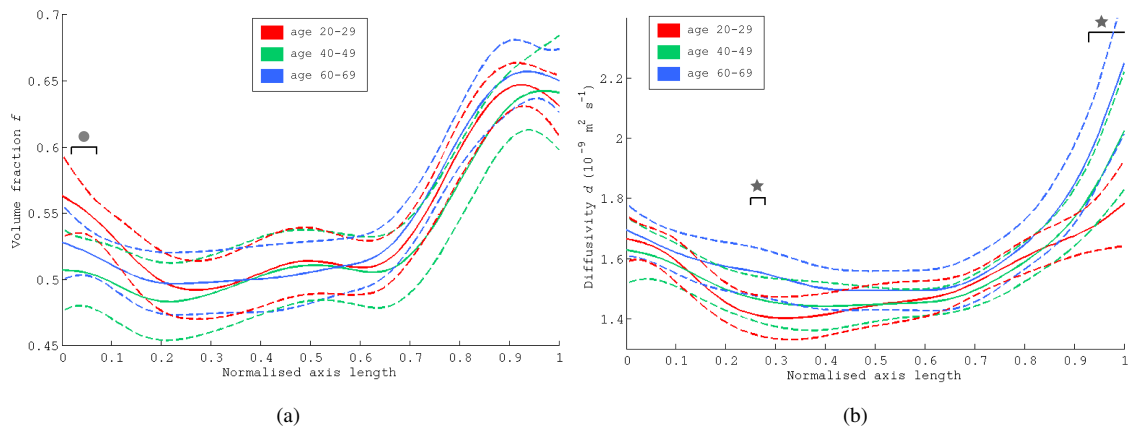 0.7
0.65
0.6
0.55
0.5
0.45
Volume fraction f
age 20-29
age 40-49
age 60-69
0 0.1 0.2 0.3 0.4 0.5 0.6 0.7 0.8 0.9 1
Normalised axis length
(a)
2.2
2
1.8
1.6
1.4
Diffusivity d (10⁻⁹ m² s⁻¹)
age 20-29
age 40-49
age 60-69
0 0.1 0.2 0.3 0.4 0.5 0.6 0.7 0.8 0.9 1
Normalised axis length
(b)